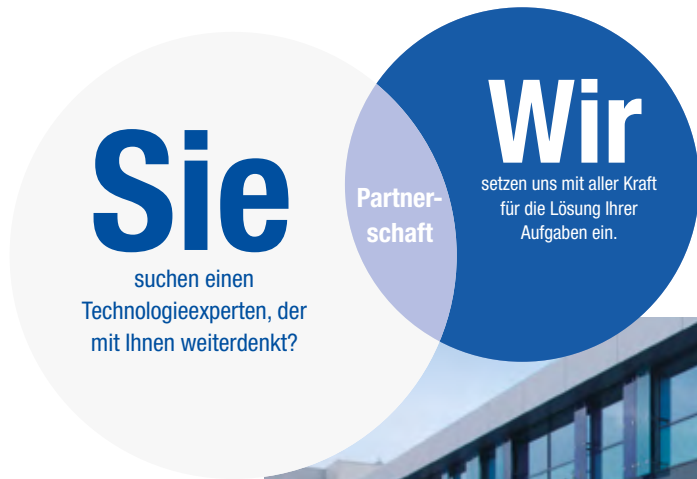 Sie
suchen einen
Technologieexperten, der
mit Ihnen weiterdenkt?
Partner-
schaft
Wir
setzen uns mit aller Kraft
für die Lösung Ihrer
Aufgaben ein.